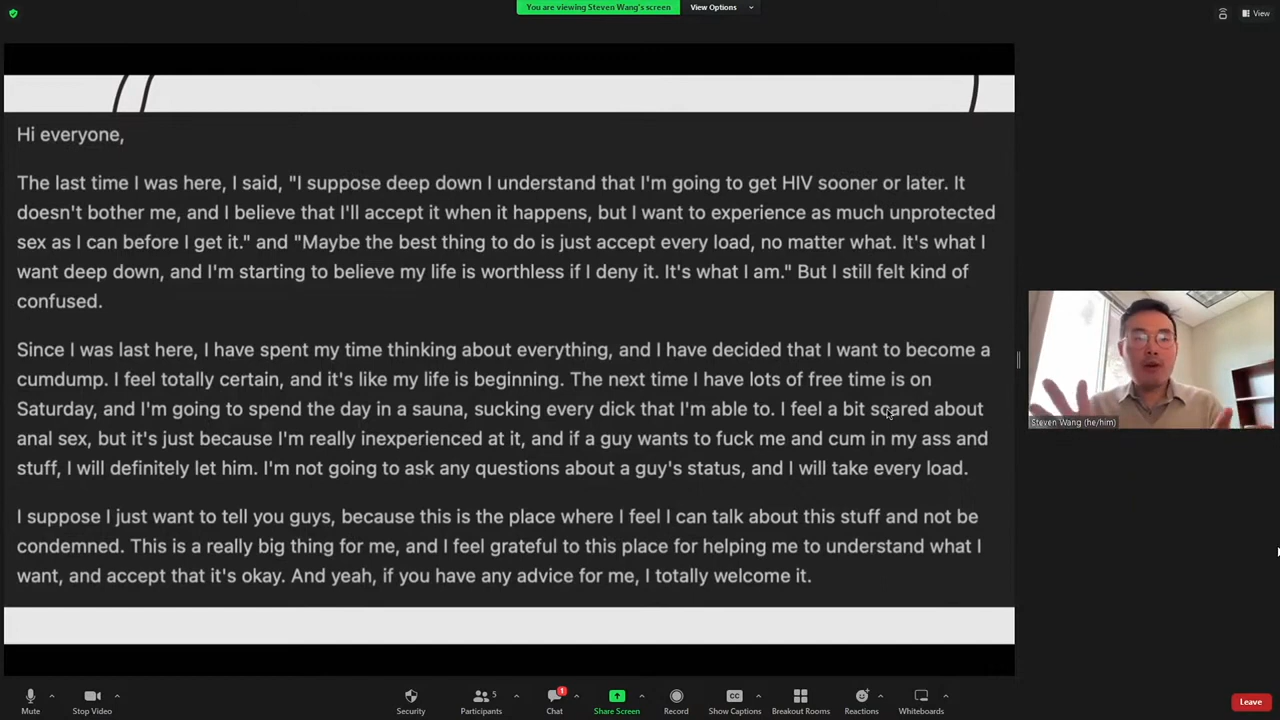 You are viewing Steven Wang's screen
View Options
View
Hi everyone,
The last time I was here, I said, "I suppose deep down I understand that I'm going to get HIV sooner or later. It
doesn't bother me, and I believe that I'll accept it when it happens, but I want to experience as much unprotected
sex as I can before I get it." and "Maybe the best thing to do is just accept every load, no matter what. It's what I
want deep down, and I'm starting to believe my life is worthless if I deny it. It's what I am." But I still felt kind of
confused.
Since I was last here, I have spent my time thinking about everything, and I have decided that I want to become a
cumdump. I feel totally certain, and it's like my life is beginning. The next time I have lots of free time is on
Saturday, and I'm going to spend the day in a sauna, sucking every dick that I'm able to. I feel a bit scared about
anal sex, but it's just because I'm really inexperienced at it, and if a guy wants to fuck me and cum in my ass and
stuff, I will definitely let him. I'm not going to ask any questions about a guy's status, and I will take every load.
I suppose I just want to tell you guys, because this is the place where I feel I can talk about this stuff and not be
condemned. This is a really big thing for me, and I feel grateful to this place for helping me to understand what I
want, and accept that it's okay. And yeah, if you have any advice for me, I totally welcome it.
Steven Wang (he/him)
Mute
Stop Video
Security
5
Participants
1
Chat
Share Screen
Record
CC
Show Captions
Breakout Rooms
Reactions
Whiteboards
Leave